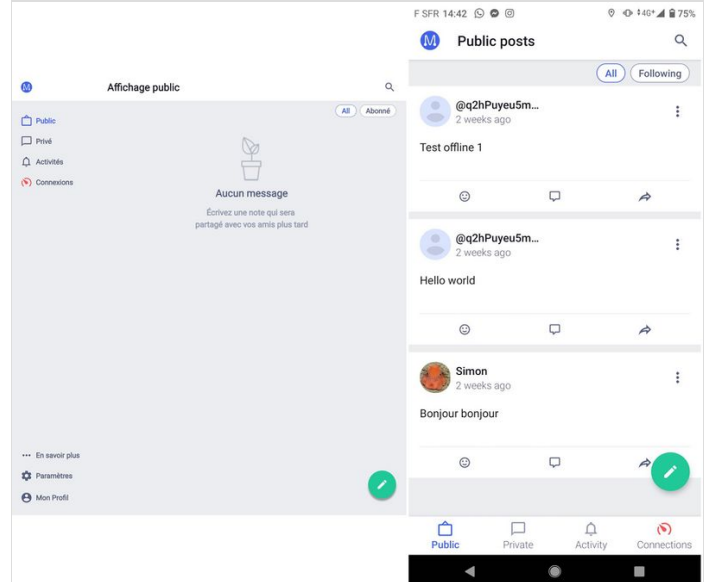 M
Affichage public
All
Abonné
Public
Privé
Activités
Connexions
Aucun message
Écrivez une note qui sera
partagé avec vos amis plus tard
En savoir plus
Paramètres
Mon Profil
F SFR 14:42
4G+ 75%
M
Public posts
All
Following
@q2hPuyeu5m...
2 weeks ago
Test offline 1
@q2hPuyeu5m...
2 weeks ago
Hello world
Simon
2 weeks ago
Bonjour bonjour
Public
Private
Activity
Connections